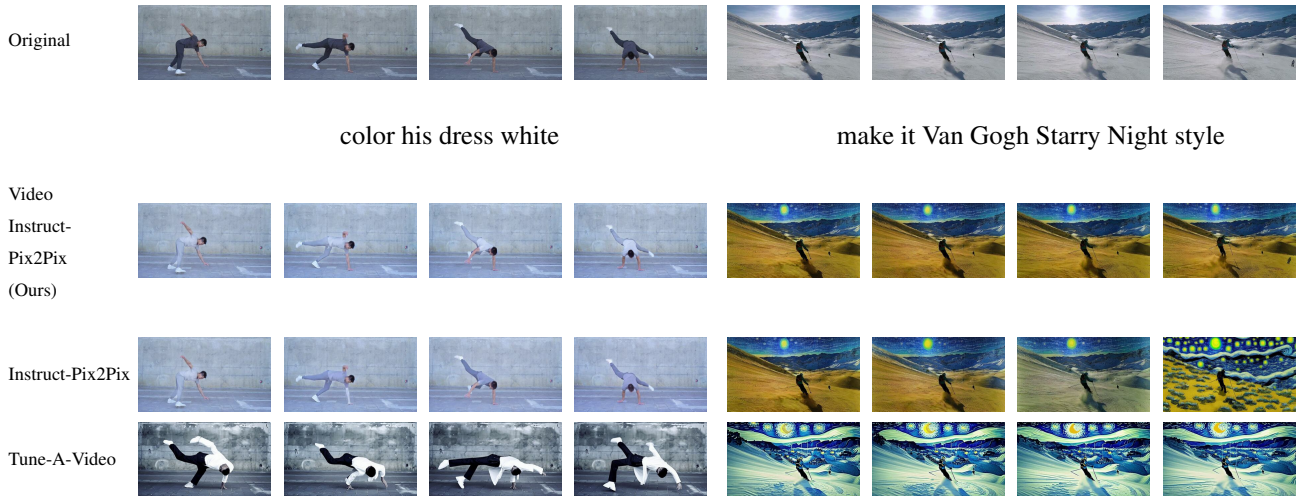 Original
color his dress white
make it Van Gogh Starry Night style
Video
Instruct-
Pix2Pix
(Ours)
Instruct-Pix2Pix
Tune-A-Video